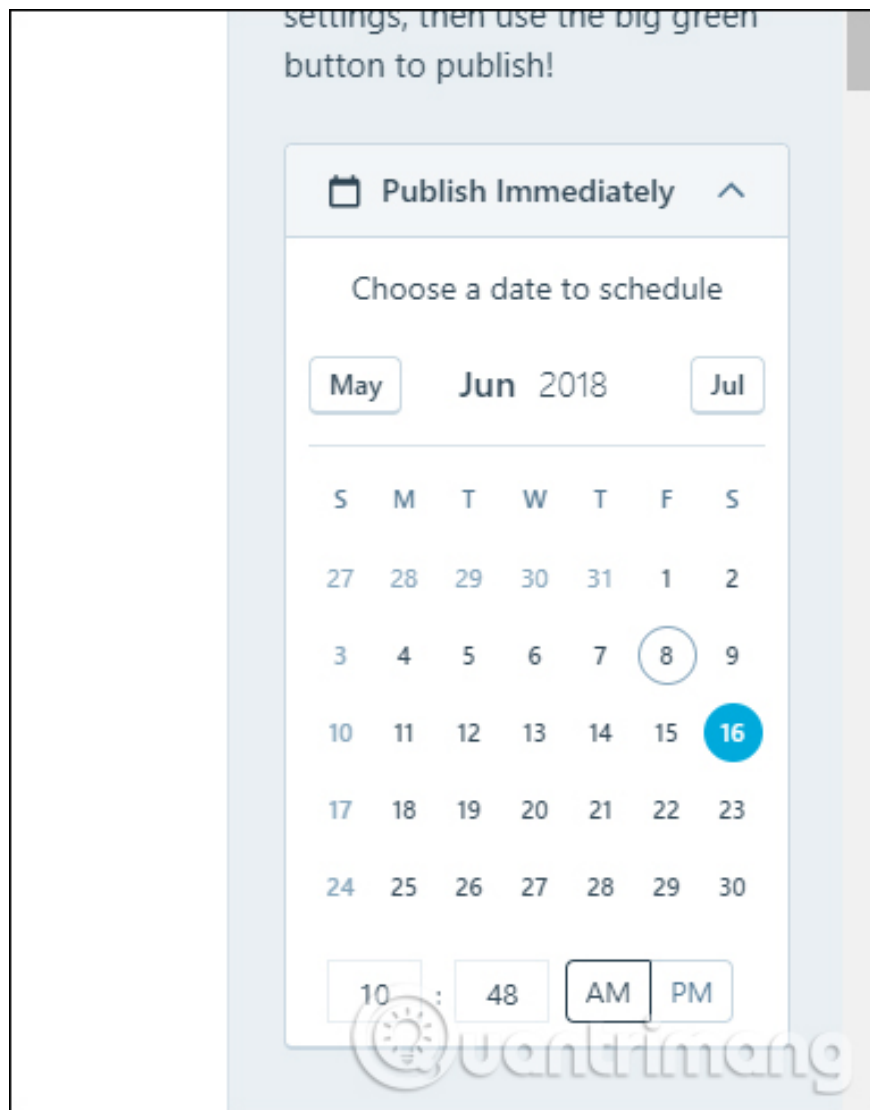 settings, then use the big green
button to publish!
Publish Immediately
Choose a date to schedule
May Jun 2018 Jul
S M T W T F S
27 28 29 30 31 1 2
3 4 5 6 7 8 9
10 11 12 13 14 15 16
17 18 19 20 21 22 23
24 25 26 27 28 29 30
10 : 48 AM PM
Quantrimang